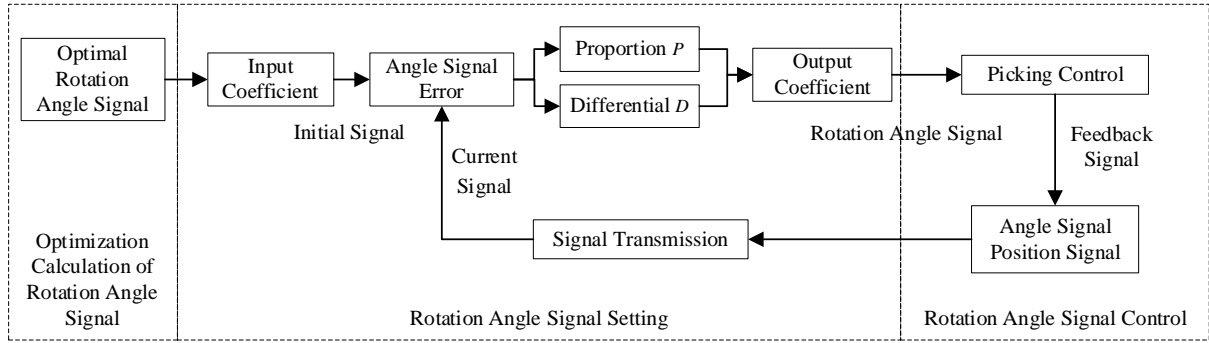 Optimal
Rotation
Angle Signal
Input
Coefficient
Angle Signal
Error
Proportion P
Differential D
Output
Coefficient
Picking Control
Initial Signal
Rotation Angle Signal
Current
Signal
Feedback
Signal
Signal Transmission
Angle Signal
Position Signal
Optimization
Calculation of
Rotation Angle
Signal
Rotation Angle Signal Setting
Rotation Angle Signal Control